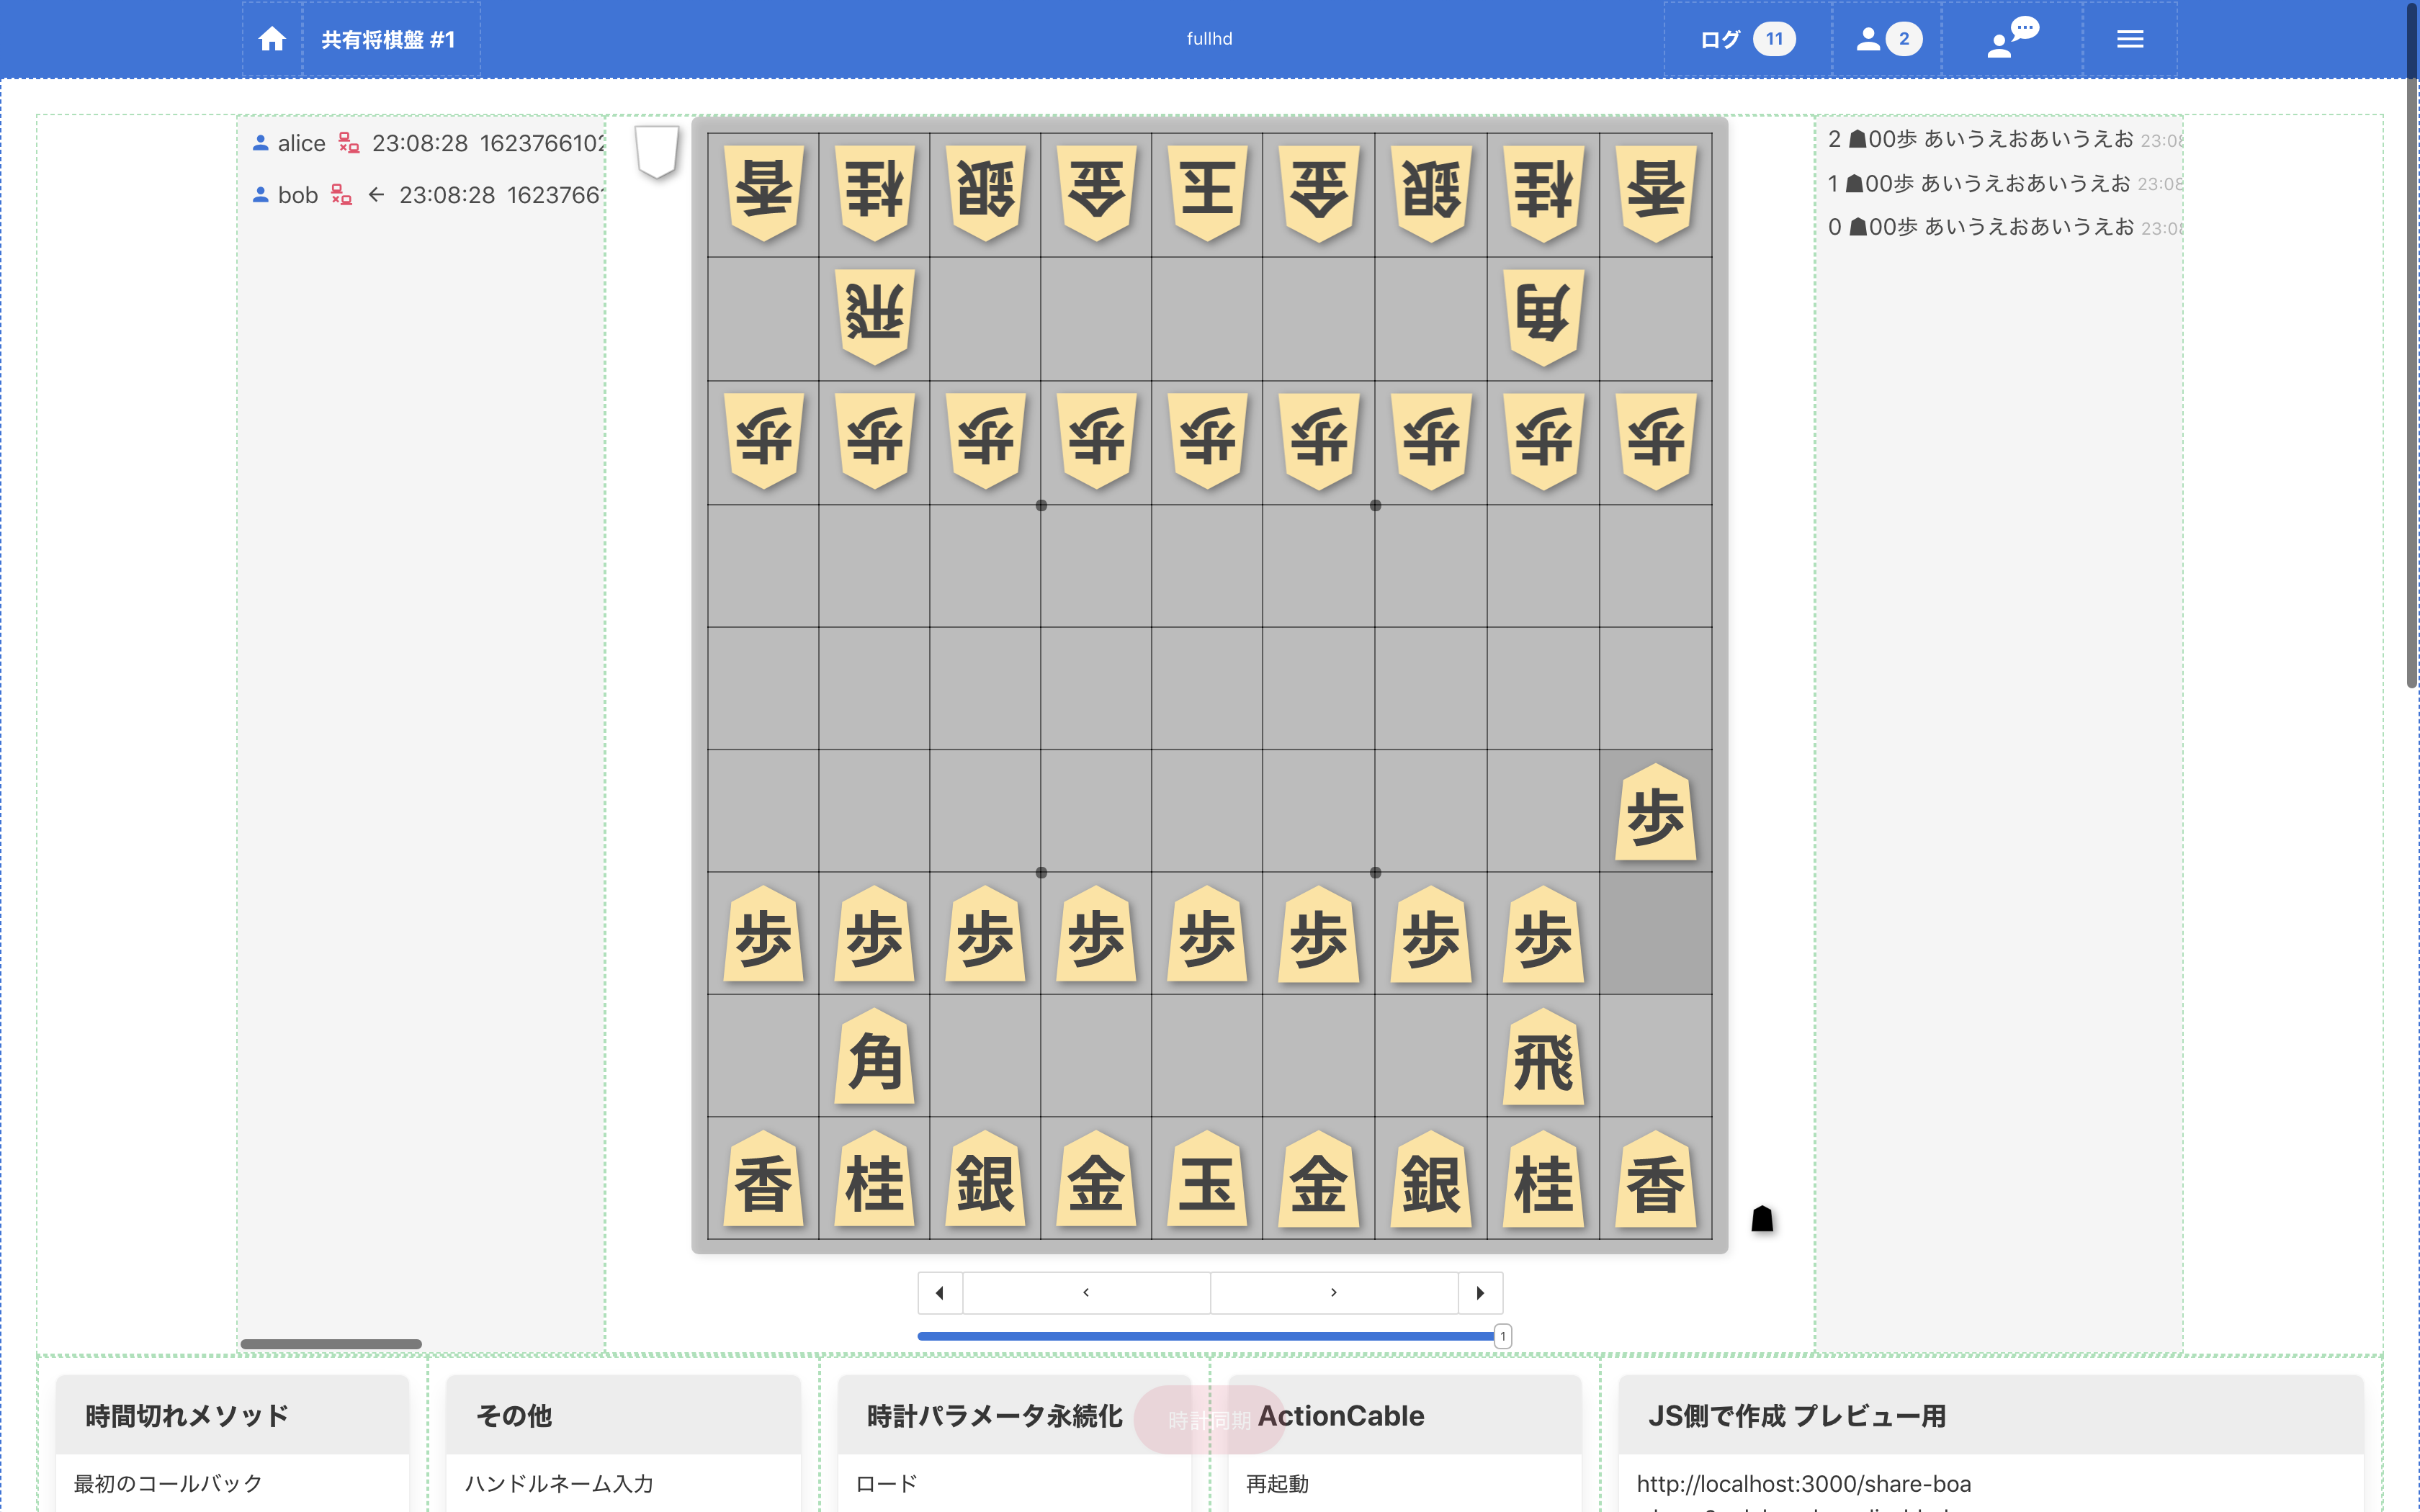 共有将棋盤 #1
fullhd
ログ 11
2
alice 23:08:28 1623766102
bob ← 23:08:28 1623766
2 ☗00歩 あいうえおあいうえお 23:08
1 ☗00歩 あいうえおあいうえお 23:08
0 ☗00歩 あいうえおあいうえお 23:08
香 桂 銀 金 玉 金 銀 桂 香
飛 角
歩 歩 歩 歩 歩 歩 歩 歩 歩
歩
歩 歩 歩 歩 歩 歩 歩 歩
角 飛
香 桂 銀 金 玉 金 銀 桂 香
1
時間切れメソッド
最初のコールバック
その他
ハンドルネーム入力
時計パラメータ永続化
ロード
時計同期
ActionCable
再起動
JS側で作成 プレビュー用
http://localhost:3000/share-boa